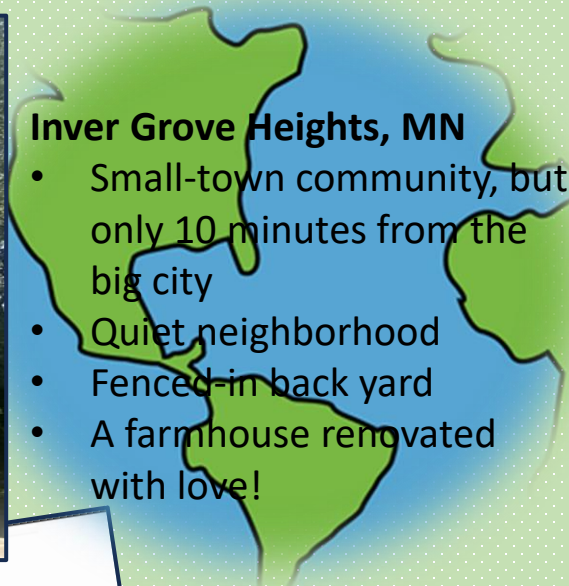 Inver Grove Heights, MN
• Small-town community, but
only 10 minutes from the
big city
• Quiet neighborhood
• Fenced-in back yard
• A farmhouse renovated
with love!